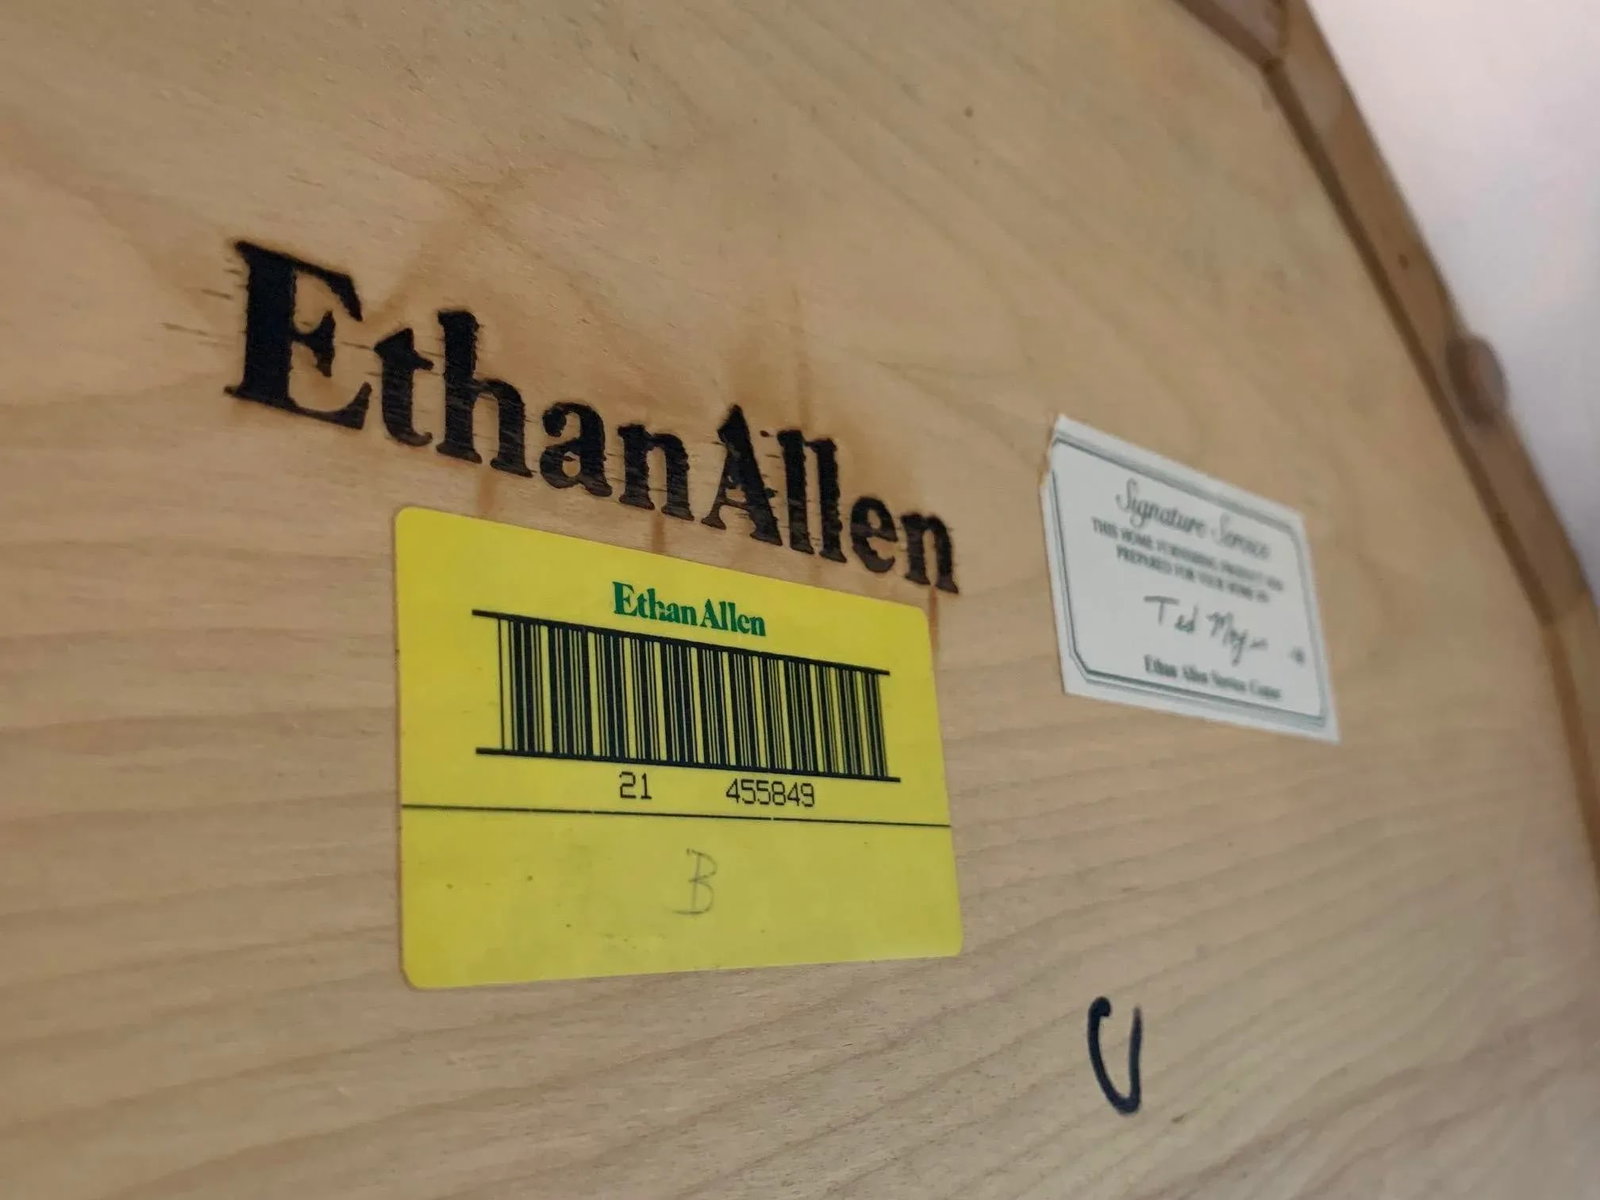 EthanAllen
EthanAllen
21 455849
B
Signature Service
THIS HOME FURNISHING PRODUCT WAS
PREPARED FOR YOUR HOME BY:
Ted
Ethan Allen Service Center
U